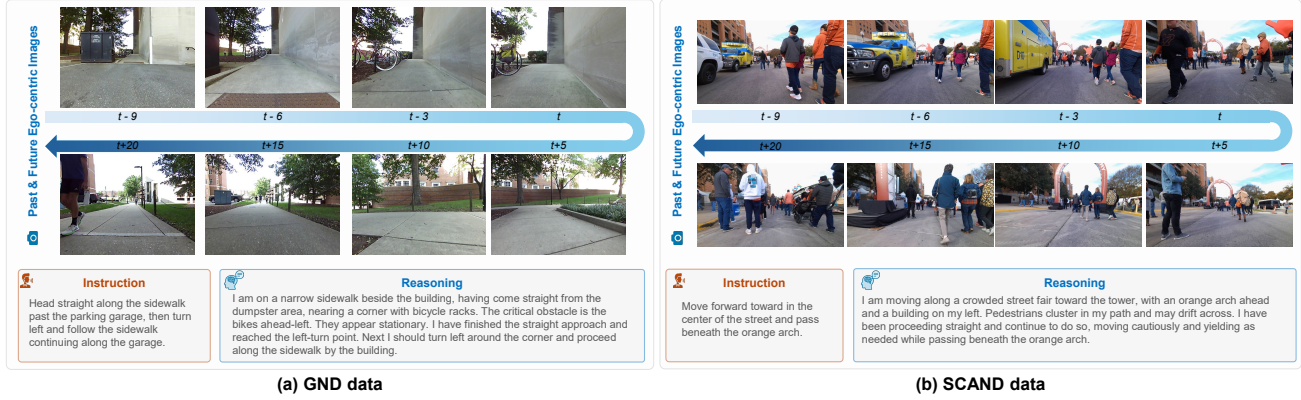 Past & Future Ego-centric Images
t - 9
t - 6
t - 3
t
t+20
t+15
t+10
t+5
Instruction
Head straight along the sidewalk
past the parking garage, then turn
left and follow the sidewalk
continuing along the garage.
Reasoning
I am on a narrow sidewalk beside the building, having come straight from the
dumpster area, nearing a corner with bicycle racks. The critical obstacle is the
bikes ahead-left. They appear stationary. I have finished the straight approach and
reached the left-turn point. Next I should turn left around the corner and proceed
along the sidewalk by the building.
(a) GND data
Past & Future Ego-centric Images
t - 9
t - 6
t - 3
t
t+20
t+15
t+10
t+5
Instruction
Move forward toward in the
center of the street and pass
beneath the orange arch.
Reasoning
I am moving along a crowded street fair toward the tower, with an orange arch ahead
and a building on my left. Pedestrians cluster in my path and may drift across. I have
been proceeding straight and continue to do so, moving cautiously and yielding as
needed while passing beneath the orange arch.
(b) SCAND data